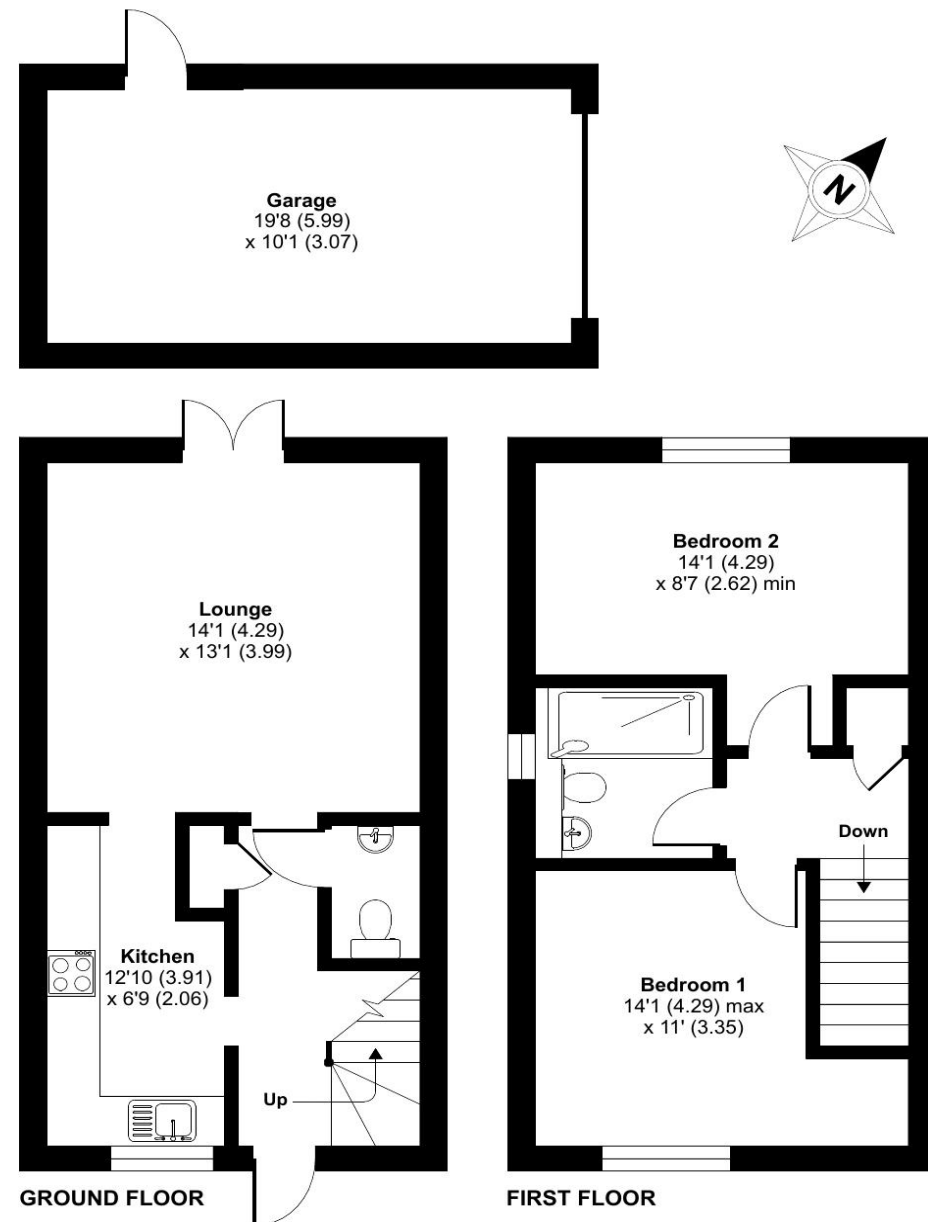 Garage
19'8 (5.99)
x 10'1 (3.07)
N
Lounge
14'1 (4.29)
x 13'1 (3.99)
Kitchen
12'10 (3.91)
x 6'9 (2.06)
Up
GROUND FLOOR
Bedroom 2
14'1 (4.29)
x 8'7 (2.62) min
Down
Bedroom 1
14'1 (4.29) max
x 11' (3.35)
FIRST FLOOR